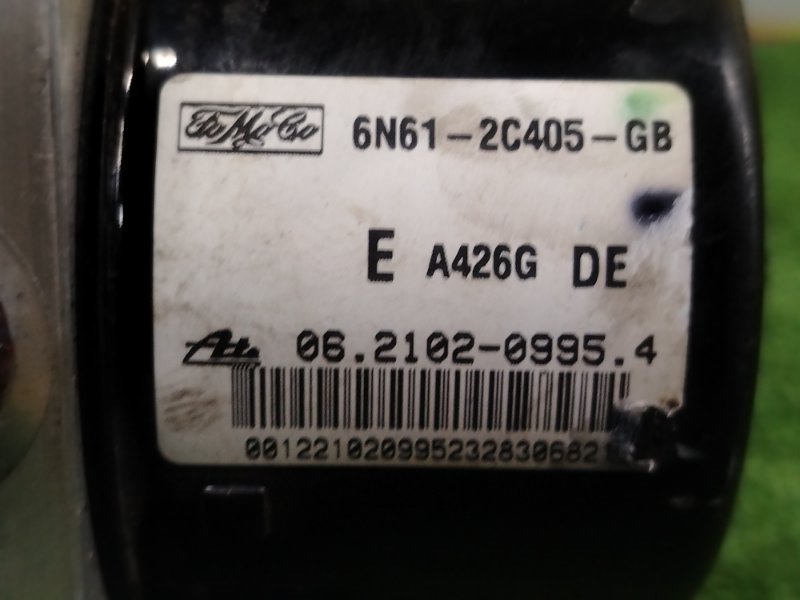 FoMoCo 6N61-2C405-GB
E A426G DE
Ate 06.2102-0995.4